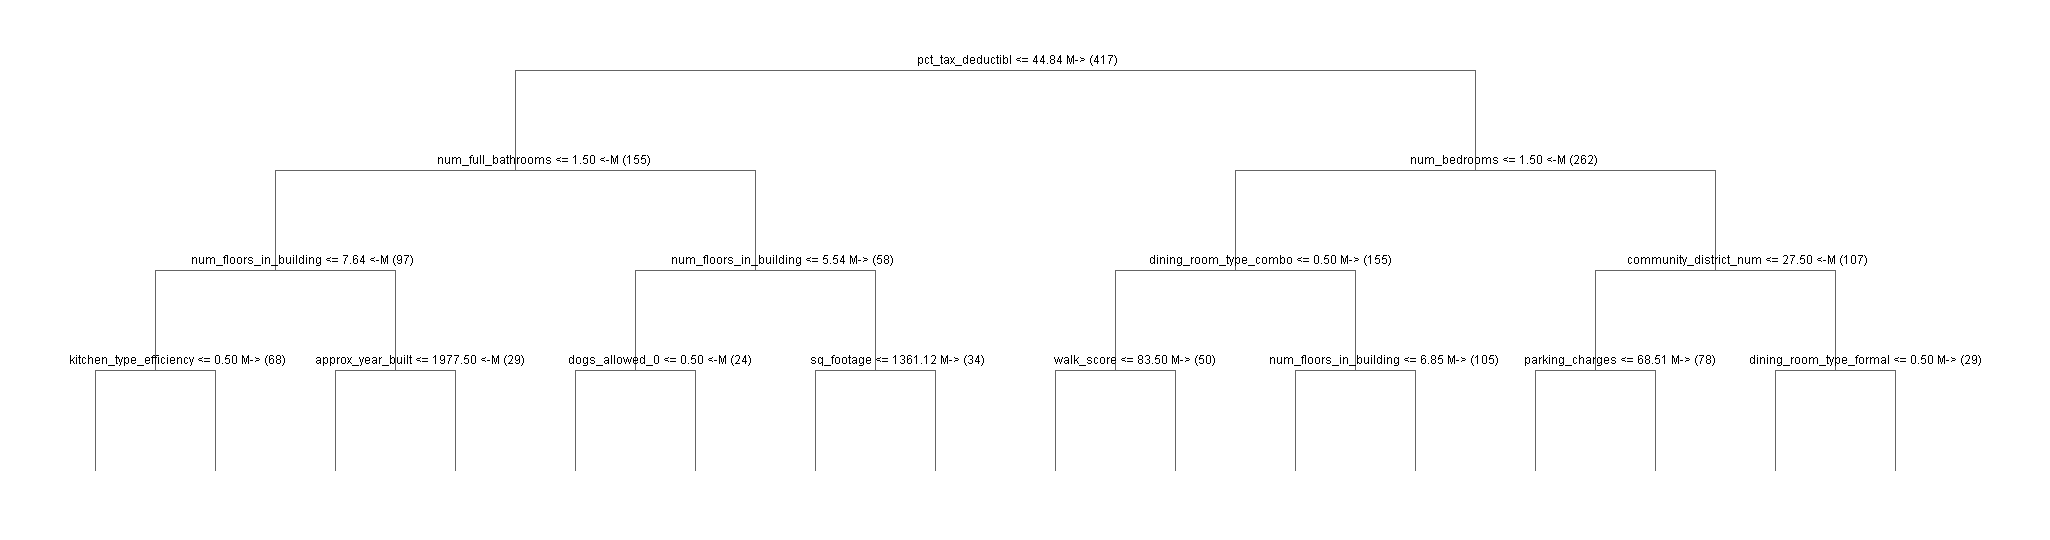 pct_tax_deductibl <= 44.84 M-> (417)
num_full_bathrooms <= 1.50 <-M (155)
num_bedrooms <= 1.50 <-M (262)
num_floors_in_building <= 7.64 <-M (97)
num_floors_in_building <= 5.54 M-> (58)
dining_room_type_combo <= 0.50 M-> (155)
community_district_num <= 27.50 <-M (107)
kitchen_type_efficiency <= 0.50 M-> (68)
approx_year_built <= 1977.50 <-M (29)
dogs_allowed_0 <= 0.50 <-M (24)
sq_footage <= 1361.12 M-> (34)
walk_score <= 83.50 M-> (50)
num_floors_in_building <= 6.85 M-> (105)
parking_charges <= 68.51 M-> (78)
dining_room_type_formal <= 0.50 M-> (29)